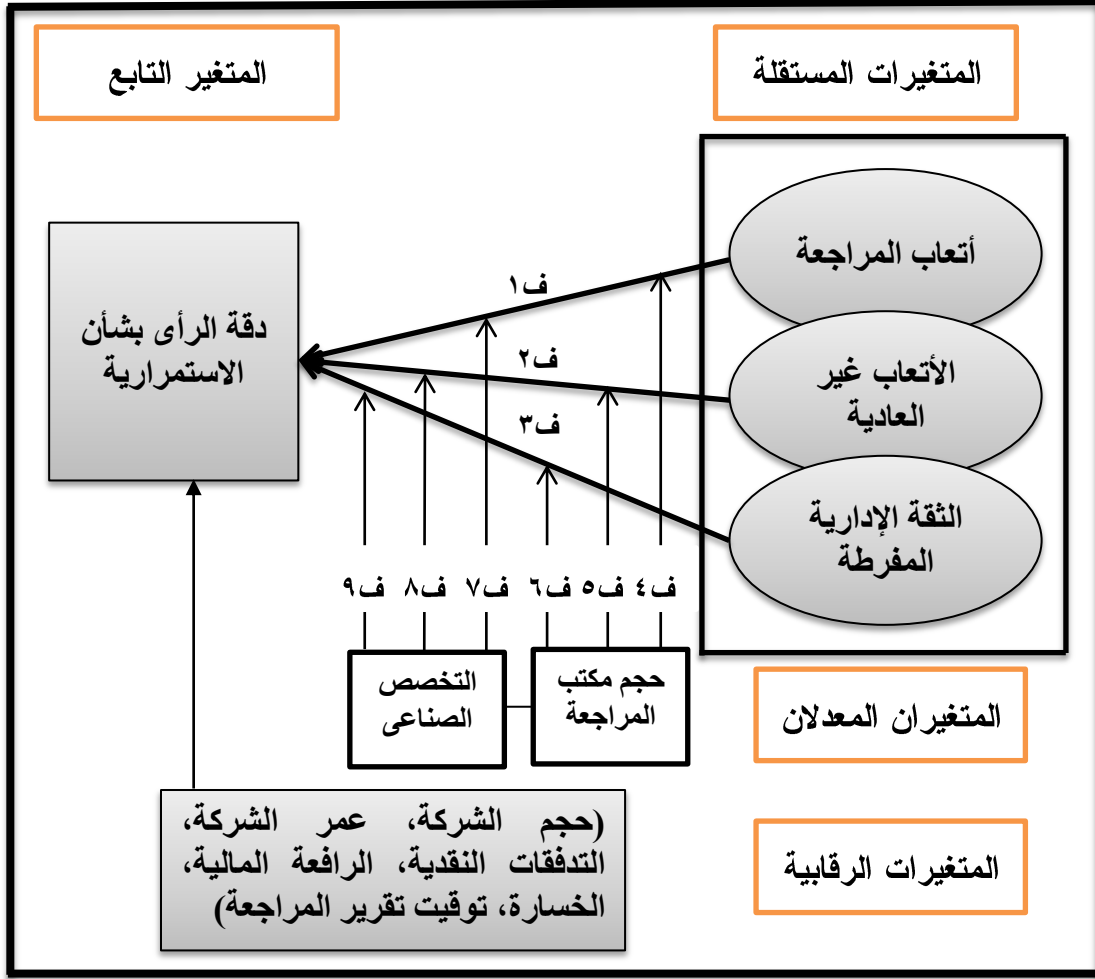 المتغيرات المستقلة
المتغير التابع
أتعاب المراجعة
ف١
دقة الرأى بشأن
الاستمرارية
ف٢
الأتعاب غير
العادية
ف٣
الثقة الإدارية
المفرطة
ف٤
ف٥
ف٦
ف٧
ف٨
ف٩
حجم مكتب
المراجعة
التخصص
الصناعى
المتغيران المعدلان
(حجم الشركة، عمر الشركة،
التدفقات النقدية، الرافعة المالية،
الخسارة، توقيت تقرير المراجعة)
المتغيرات الرقابية